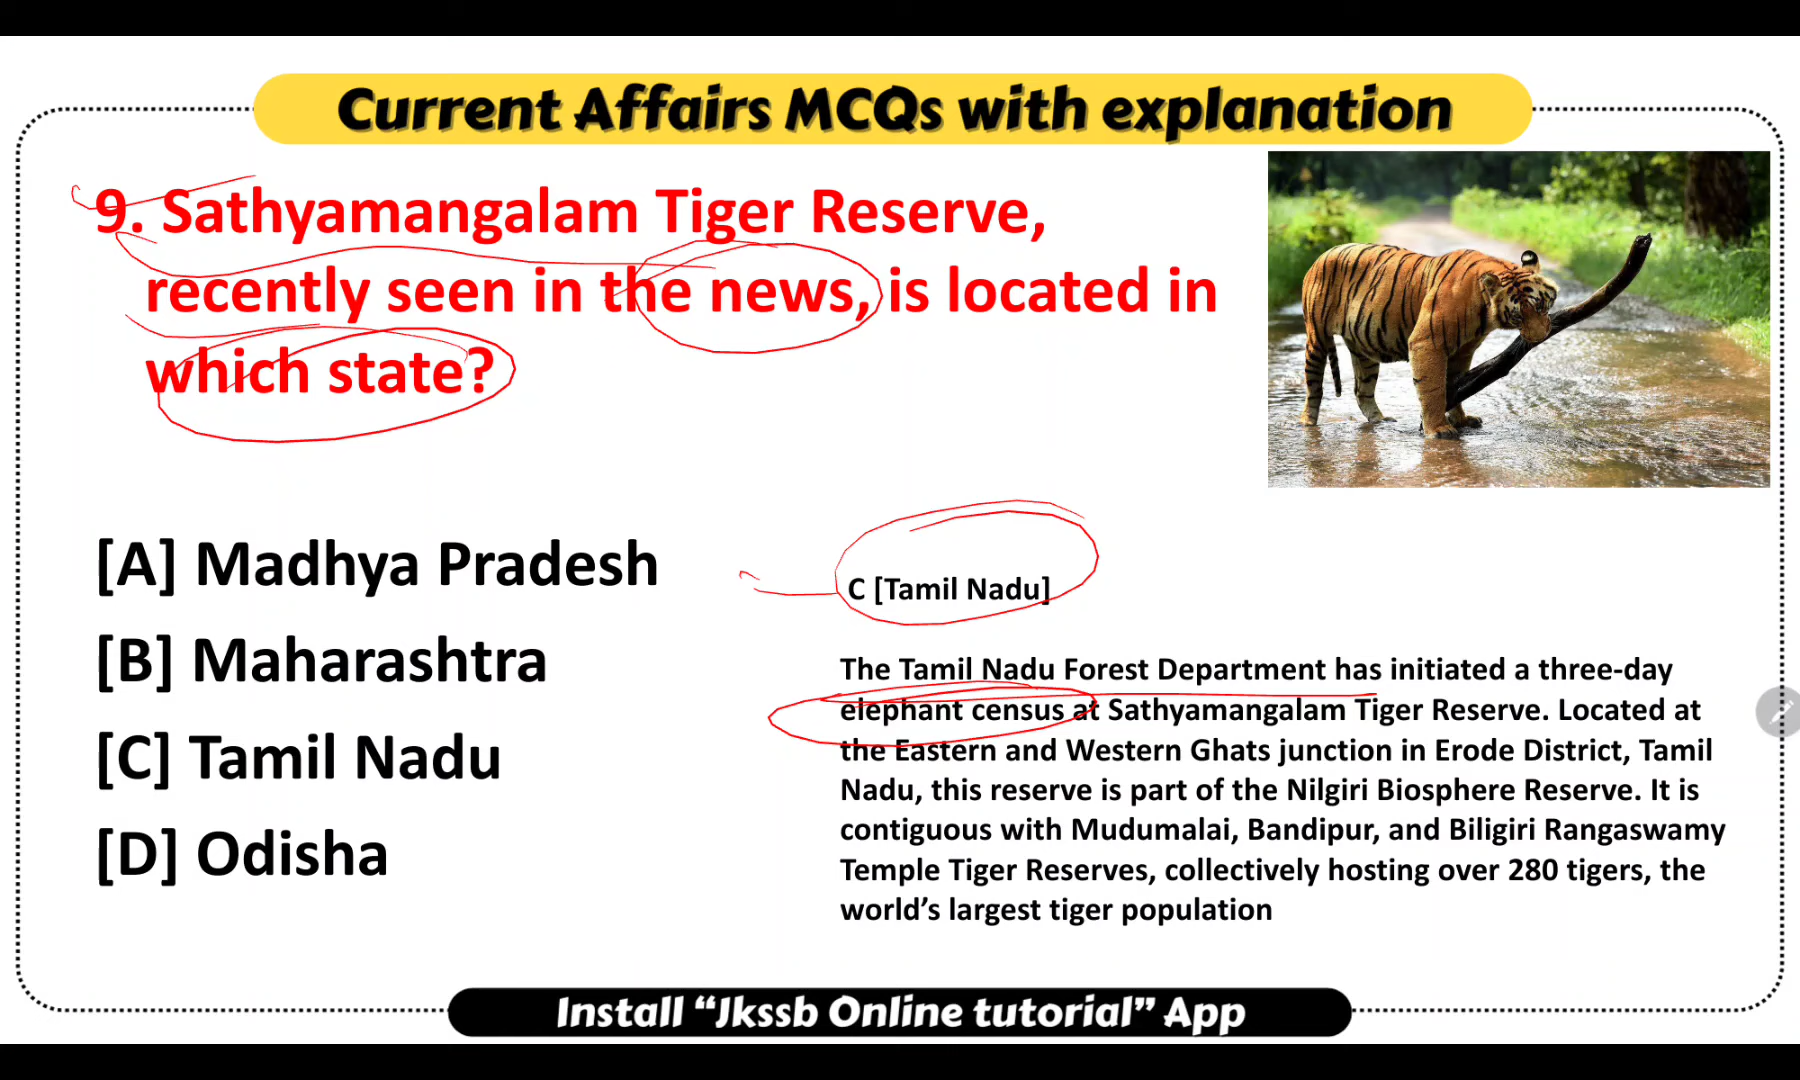 Current Affairs MCQs with explanation
9. Sathyamangalam Tiger Reserve,
recently seen in the news, is located in
which state?
[A] Madhya Pradesh
[B] Maharashtra
[C] Tamil Nadu
[D] Odisha
C [Tamil Nadu]
The Tamil Nadu Forest Department has initiated a three-day
elephant census at Sathyamangalam Tiger Reserve. Located at
the Eastern and Western Ghats junction in Erode District, Tamil
Nadu, this reserve is part of the Nilgiri Biosphere Reserve. It is
contiguous with Mudumalai, Bandipur, and Biligiri Rangaswamy
Temple Tiger Reserves, collectively hosting over 280 tigers, the
world’s largest tiger population
Install “Jkssb Online tutorial” App